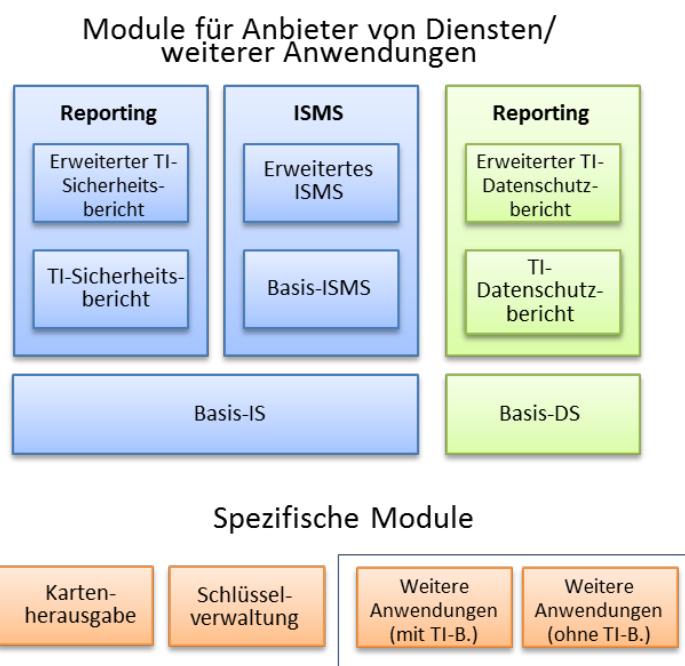 Module für Anbieter von Diensten/
weiterer Anwendungen
Reporting
Erweiterter TI-
Sicherheits-
bericht
TI-Sicherheits-
bericht
ISMS
Erweitertes
ISMS
Basis-ISMS
Reporting
Erweiterter TI-
Datenschutz-
bericht
TI-
Datenschutz-
bericht
Basis-IS
Basis-DS
Spezifische Module
Karten-
herausgabe
Schlüssel-
verwaltung
Weitere
Anwendungen
(mit TI-B.)
Weitere
Anwendungen
(ohne TI-B.)